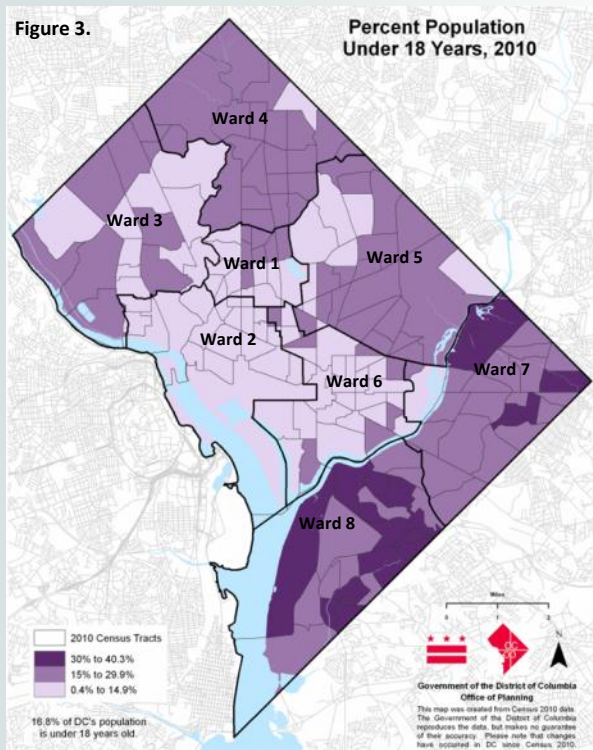 Figure 3.
Percent Population
Under 18 Years, 2010
Ward 4
Ward 3
Ward 1
Ward 5
Ward 2
Ward 6
Ward 7
Ward 8
2010 Census Tracts
30% to 40.3%
15% to 29.9%
0.4% to 14.9%
16.8% of DC's population
is under 18 years old.
Miles
0 1 2
N
Government of the District of Columbia
Office of Planning
This map was created from Census 2010 data.
The Government of the District of Columbia
reproduces the data, but makes no guarantee
of their accuracy. Please note that changes
have occurred in DC since Census 2010.